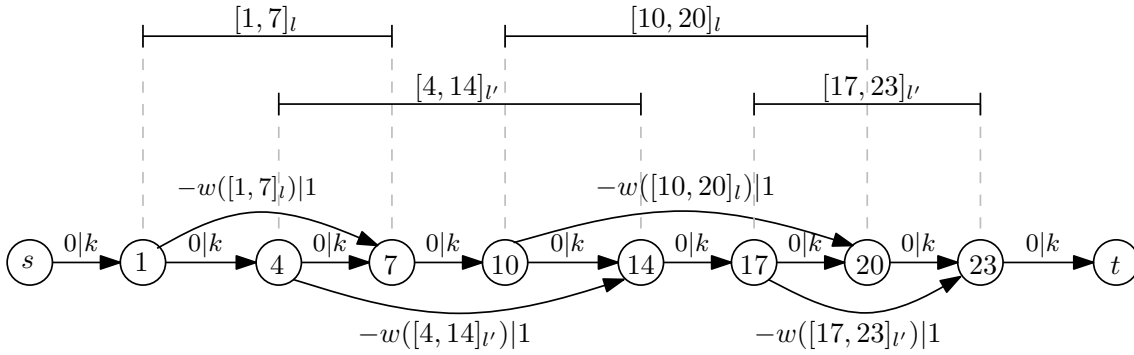 [1, 7]_l [10, 20]_l
[4, 14]_{l'} [17, 23]_{l'}
-w([1, 7]_l)|1 -w([10, 20]_l)|1
0|k 0|k 0|k 0|k 0|k 0|k 0|k 0|k 0|k
s 1 4 7 10 14 17 20 23 t
-w([4, 14]_{l'})|1 -w([17, 23]_{l'})|1